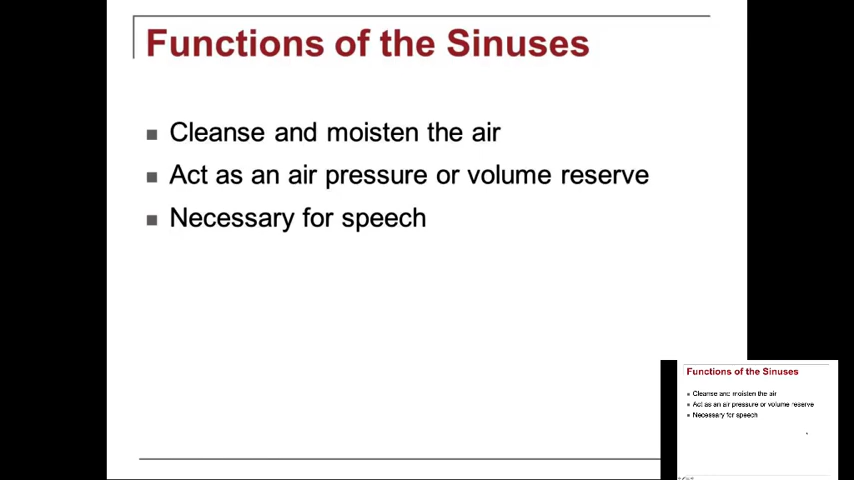 Functions of the Sinuses
Cleanse and moisten the air
Act as an air pressure or volume reserve
Necessary for speech
Functions of the Sinuses
Cleanse and moisten the air
Act as an air pressure or volume reserve
Necessary for speech